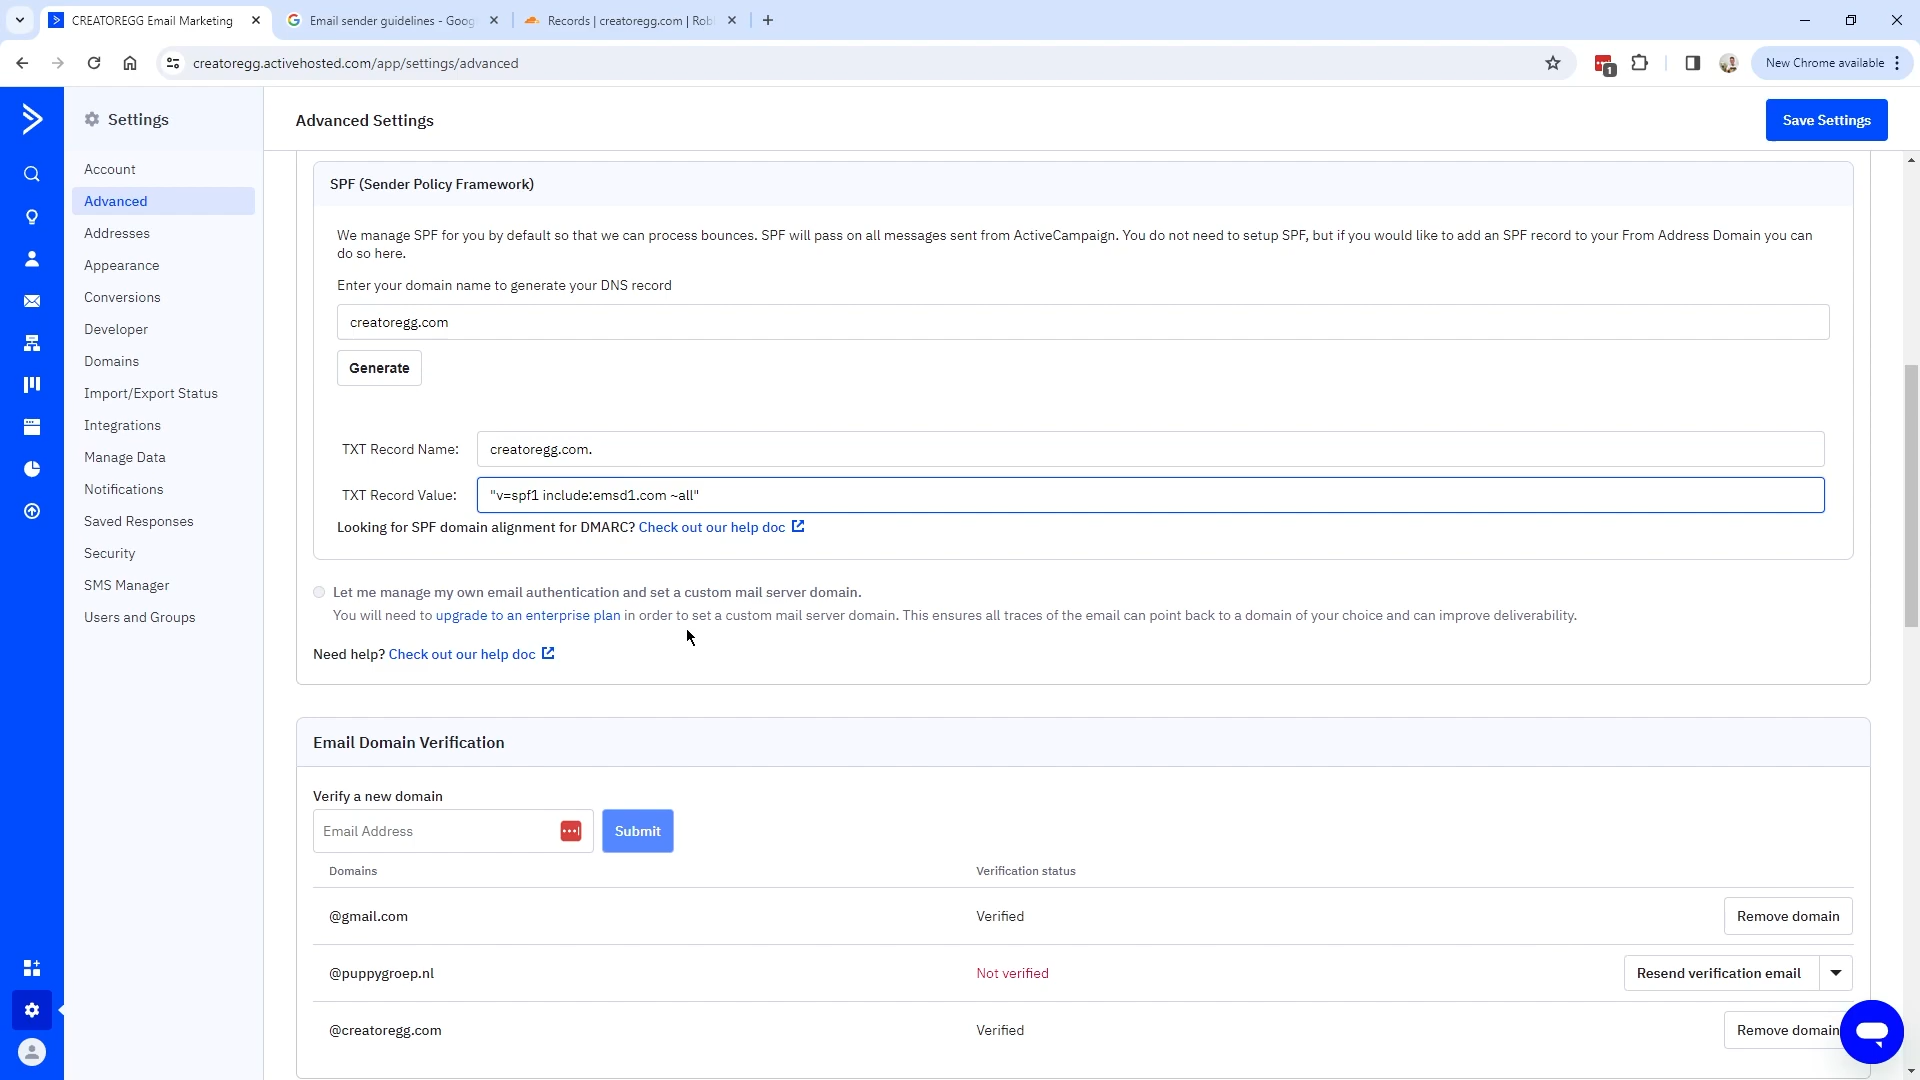 CREATOREGG Email Marketing
Email sender guidelines - Goog
Records | creatoregg.com | Rob
creatoregg.activehosted.com/app/settings/advanced
1
New Chrome available
Settings
Advanced Settings
Save Settings
Account
Advanced
Addresses
Appearance
Conversions
Developer
Domains
Import/Export Status
Integrations
Manage Data
Notifications
Saved Responses
Security
SMS Manager
Users and Groups
SPF (Sender Policy Framework)
We manage SPF for you by default so that we can process bounces. SPF will pass on all messages sent from ActiveCampaign. You do not need to setup SPF, but if you would like to add an SPF record to your From Address Domain you can
do so here.
Enter your domain name to generate your DNS record
creatoregg.com
Generate
TXT Record Name: creatoregg.com.
TXT Record Value: "v=spf1 include:emsd1.com ~all"
Looking for SPF domain alignment for DMARC? Check out our help doc
Let me manage my own email authentication and set a custom mail server domain.
You will need to upgrade to an enterprise plan in order to set a custom mail server domain. This ensures all traces of the email can point back to a domain of your choice and can improve deliverability.
Need help? Check out our help doc
Email Domain Verification
Verify a new domain
Email Address
Submit
Domains Verification status
@gmail.com Verified Remove domain
@puppygroep.nl Not verified Resend verification email
@creatoregg.com Verified Remove domain